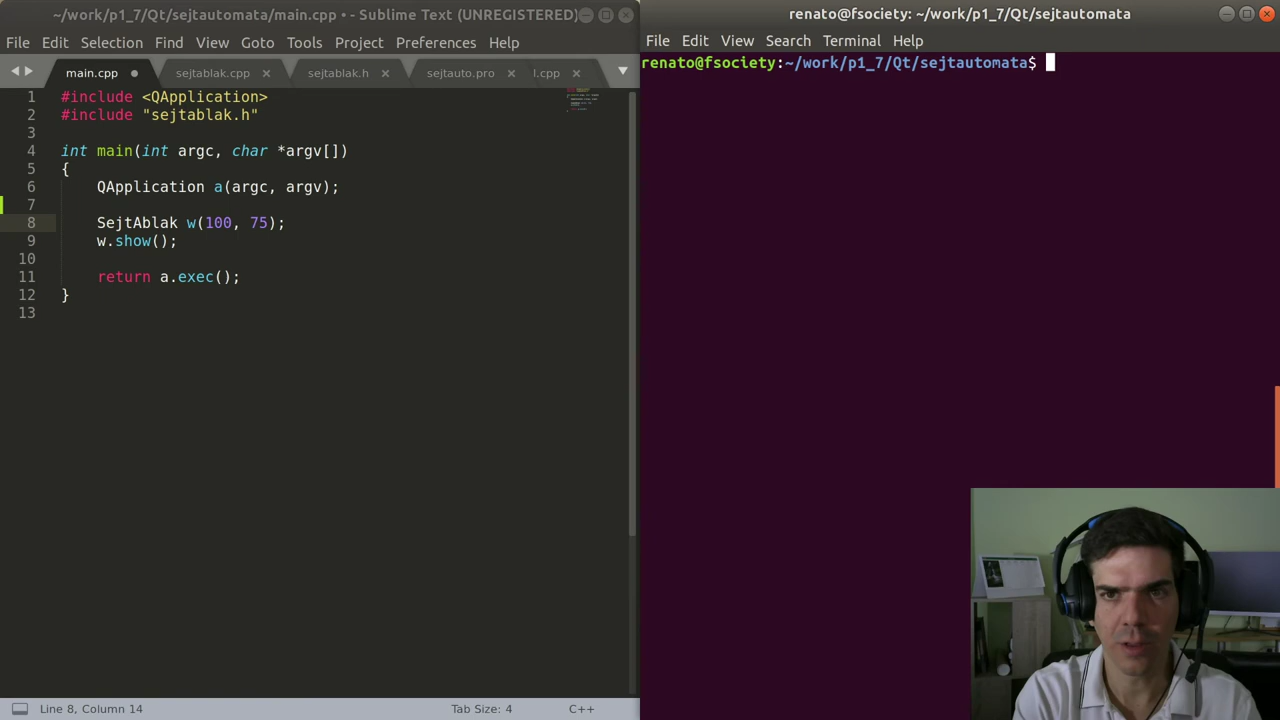 ~/work/p1_7/Qt/sejtautomata/main.cpp • - Sublime Text (UNREGISTERED)
File Edit Selection Find View Goto Tools Project Preferences Help
main.cpp sejtablak.cpp sejtablak.h sejtauto.pro l.cpp
1 #include <QApplication>
2 #include "sejtablak.h"
3
4 int main(int argc, char *argv[])
5 {
6 QApplication a(argc, argv);
7
8 SejtAblak w(100, 75);
9 w.show();
10
11 return a.exec();
12 }
13
Line 8, Column 14 Tab Size: 4 C++
renato@fsociety: ~/work/p1_7/Qt/sejtautomata
File Edit View Search Terminal Help
renato@fsociety:~/work/p1_7/Qt/sejtautomata$